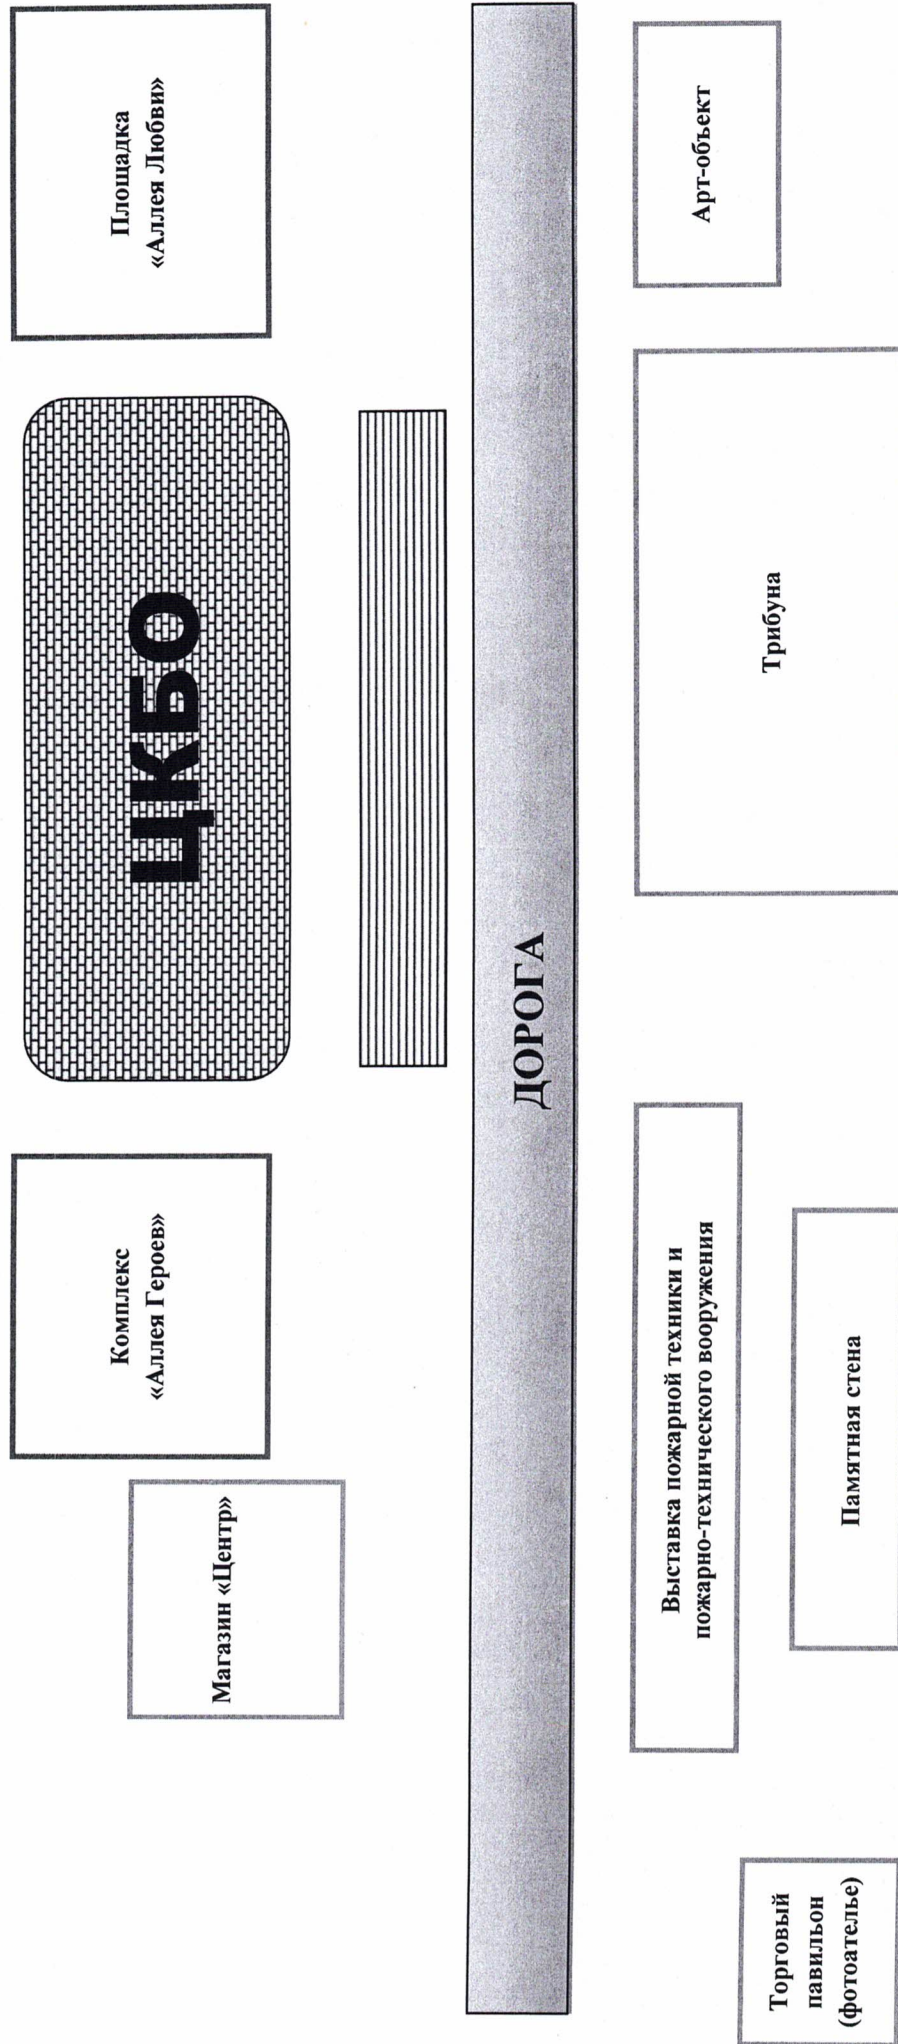 Магазин «Центр»
Комплекс
«Аллея Героев»
ЦКБО
Площадка
«Аллея Любви»
ДОРОГА
Торговый
павильон
(фотоателье)
Выставка пожарной техники и
пожарно-технического вооружения
Памятная стена
Трибуна
Арт-объект